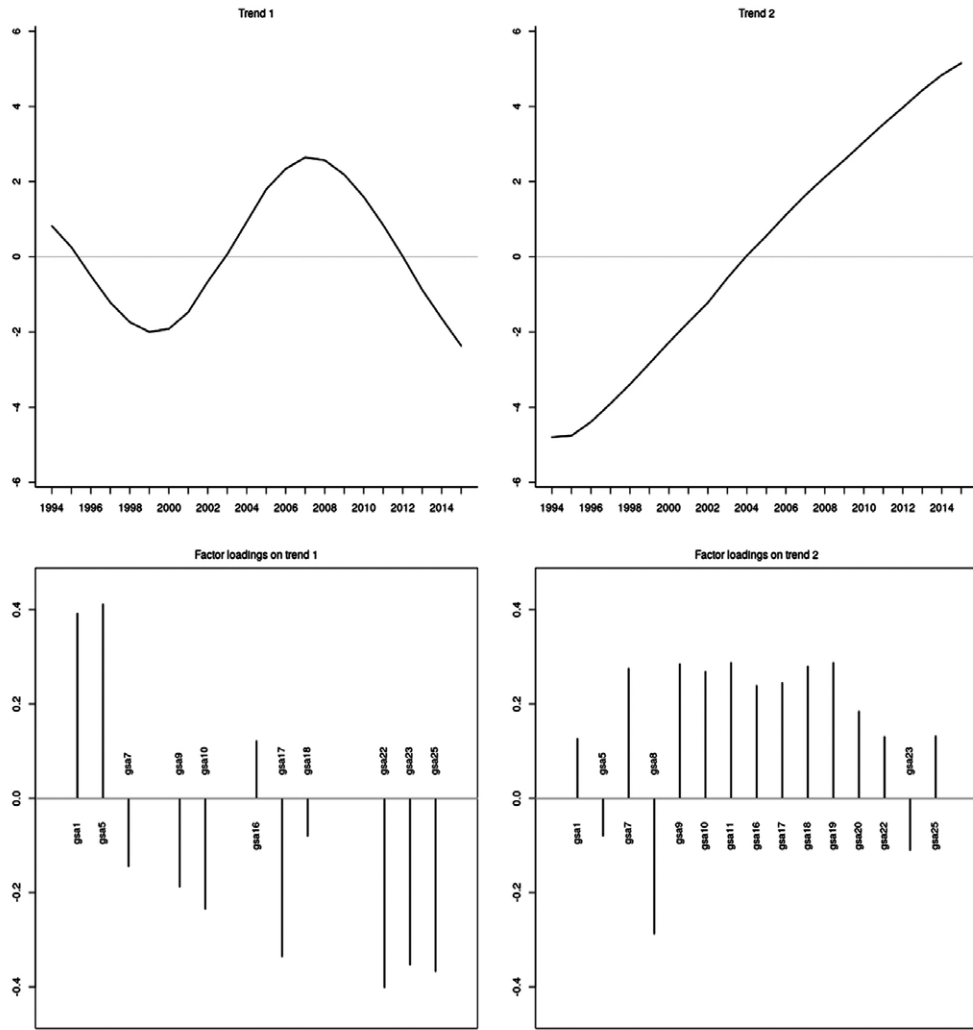 Trend 1
6
4
2
0
-2
-4
-6
1994 1996 1998 2000 2002 2004 2006 2008 2010 2012 2014
Trend 2
6
4
2
0
-2
-4
-6
1994 1996 1998 2000 2002 2004 2006 2008 2010 2012 2014
Factor loadings on trend 1
0.4
0.2
0.0
-0.2
-0.4
gsa1
gsa5
gsa7
gsa9
gsa10
gsa16
gsa17
gsa18
gsa22
gsa23
gsa25
Factor loadings on trend 2
0.4
0.2
0.0
-0.2
-0.4
gsa1
gsa5
gsa7
gsa8
gsa9
gsa10
gsa11
gsa16
gsa17
gsa18
gsa19
gsa20
gsa22
gsa23
gsa25